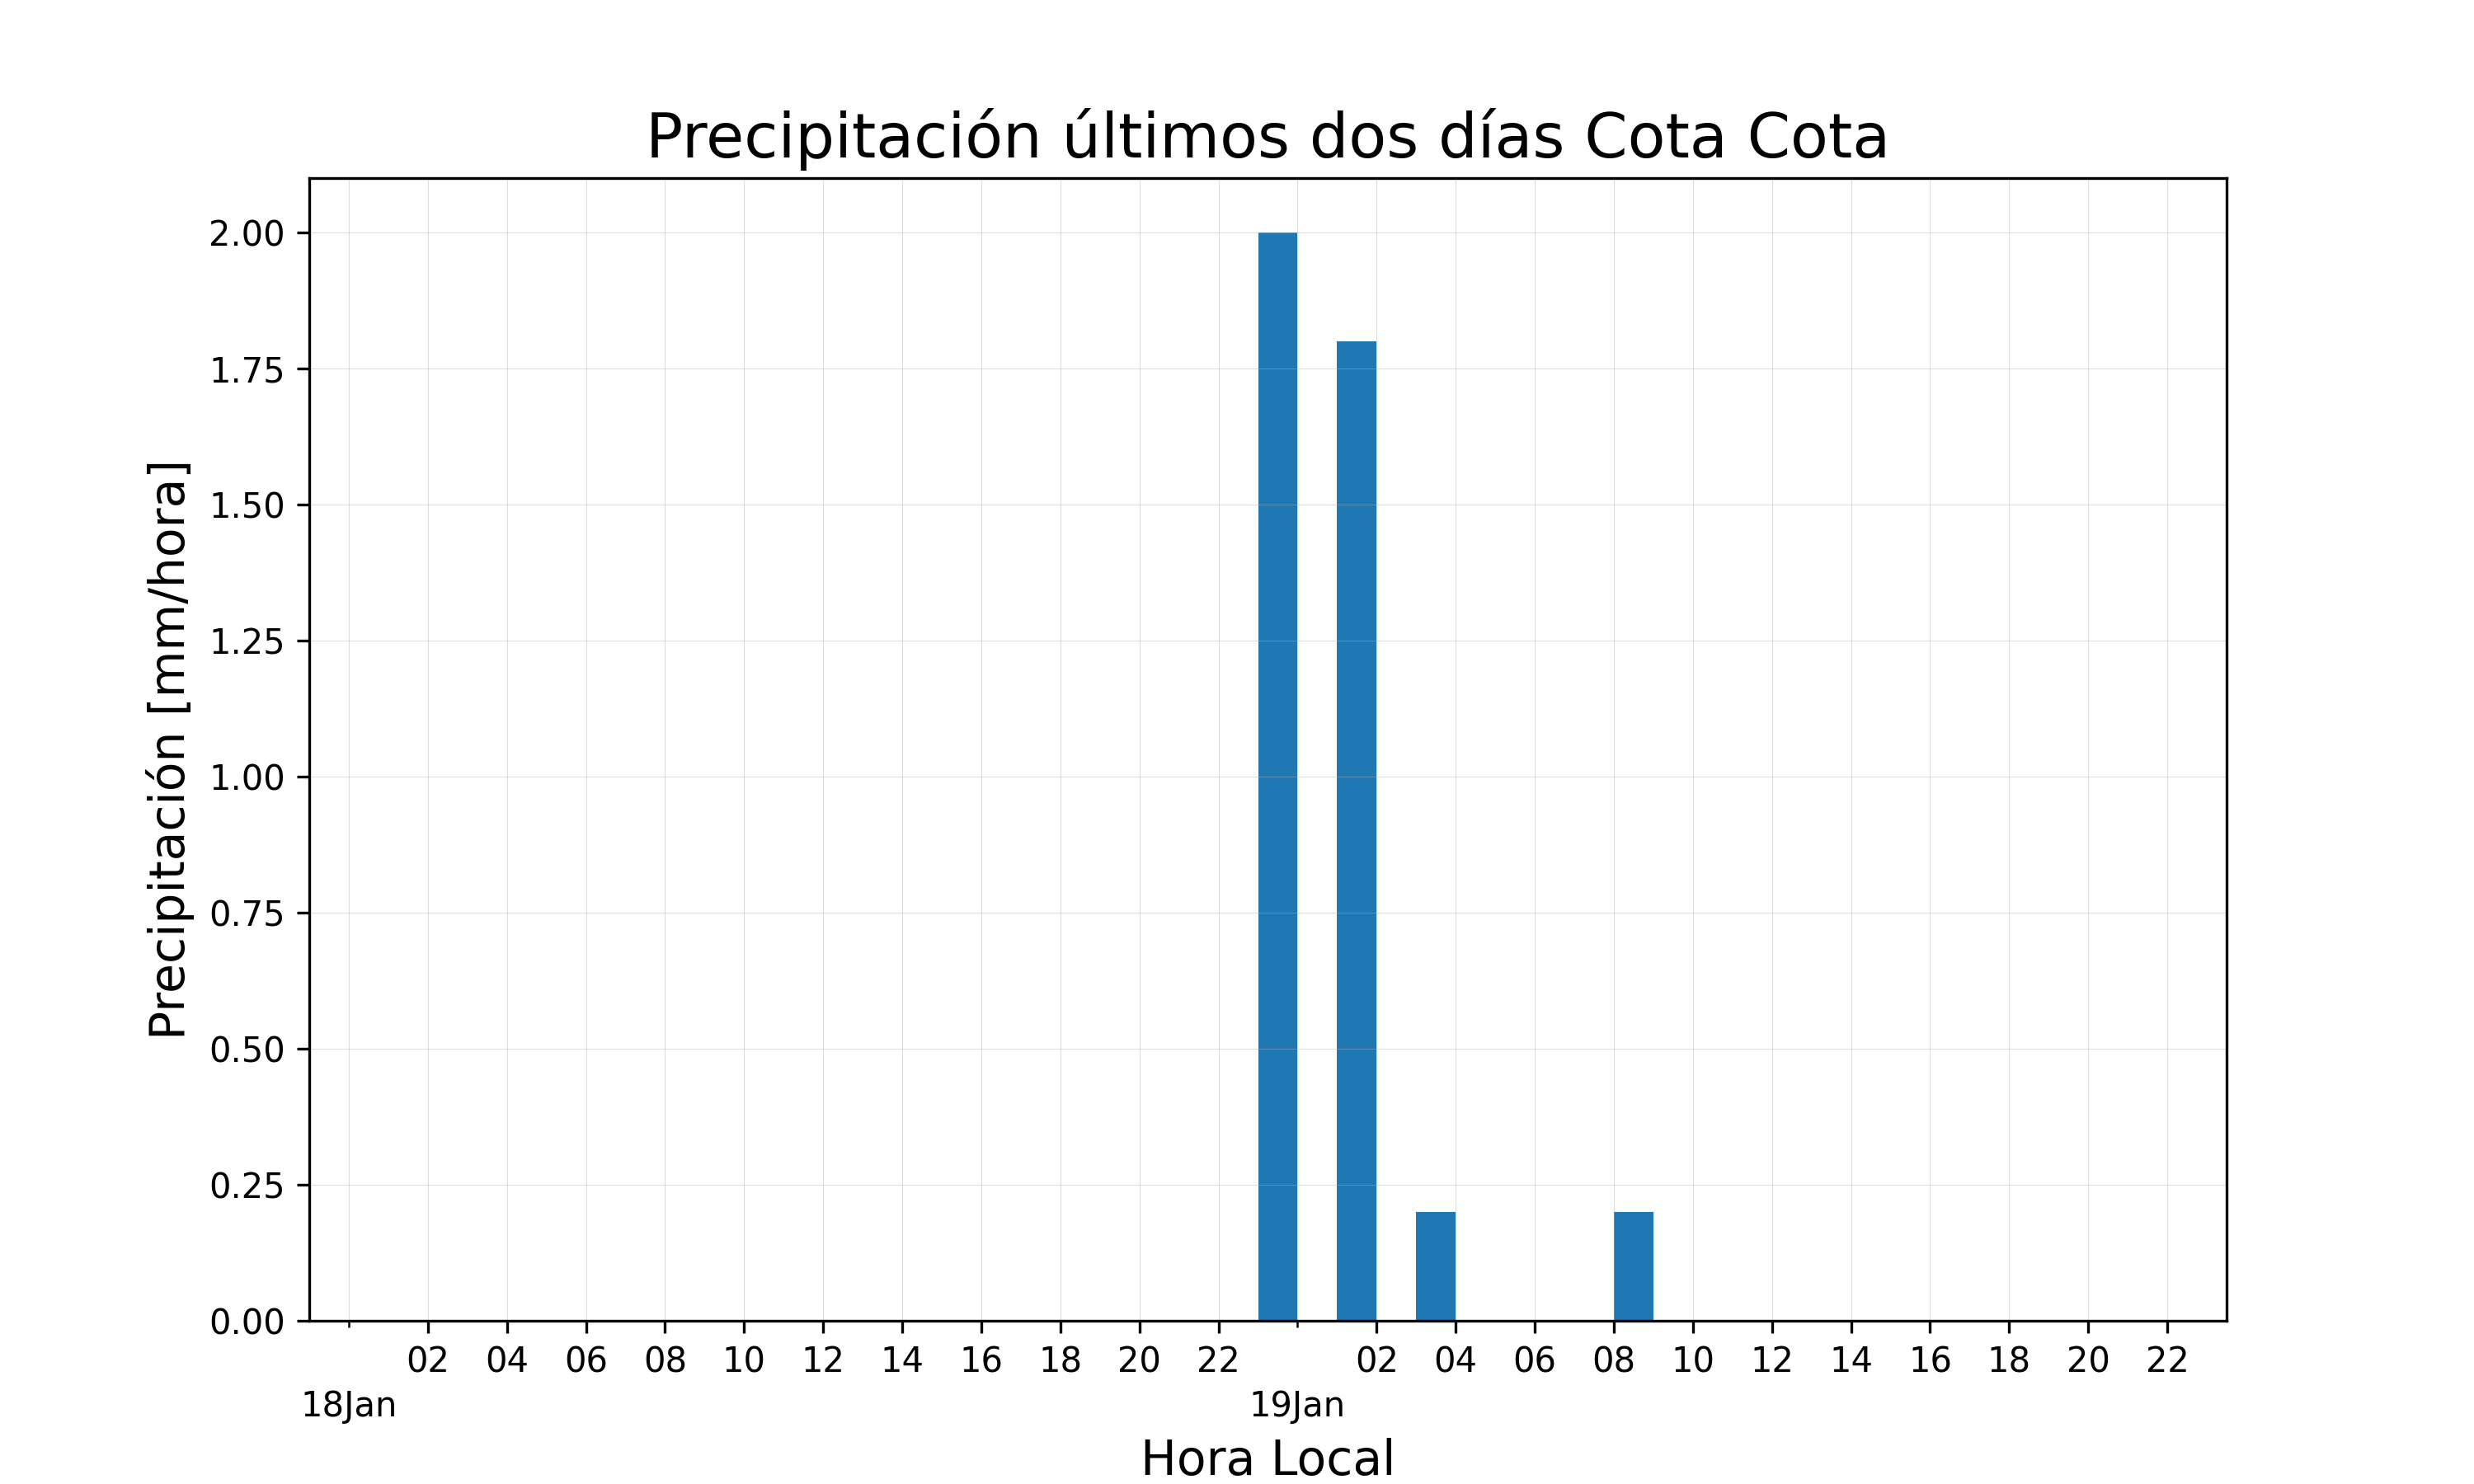 Precipitación últimos dos días Cota Cota
Precipitación [mm/hora]
2.00
1.75
1.50
1.25
1.00
0.75
0.50
0.25
0.00
02 04 06 08 10 12 14 16 18 20 22 02 04 06 08 10 12 14 16 18 20 22
18Jan 19Jan
Hora Local